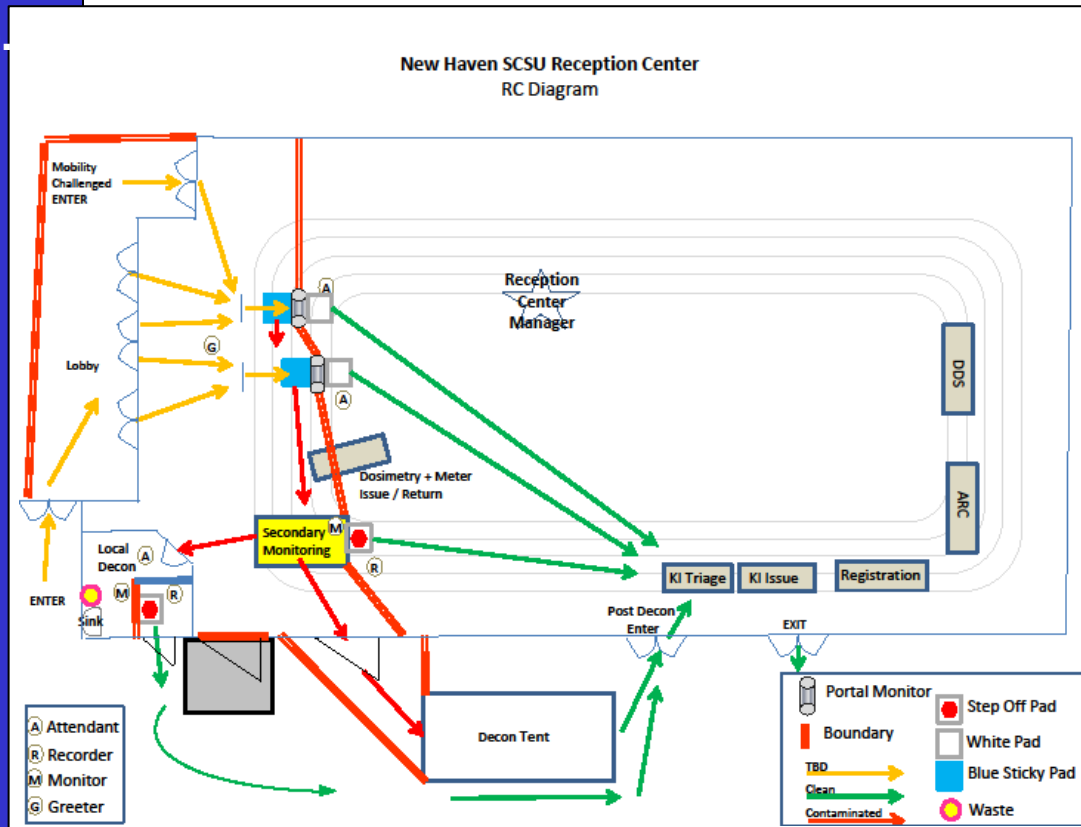 New Haven SCSU Reception Center
RC Diagram
Mobility
Challenged
ENTER
A
Reception
Center
Manager
G
Lobby
A
DDS
Dosimetry + Meter
Issue / Return
ARC
M
Secondary
Monitoring
R
Local
Decon
A
M
R
KI Triage
KI Issue
Registration
ENTER
Sink
Post Decon
Enter
EXIT
Decon Tent
A Attendant
R Recorder
M Monitor
G Greeter
Portal Monitor
Boundary
TBD
Clean
Contaminated
Step Off Pad
White Pad
Blue Sticky Pad
Waste